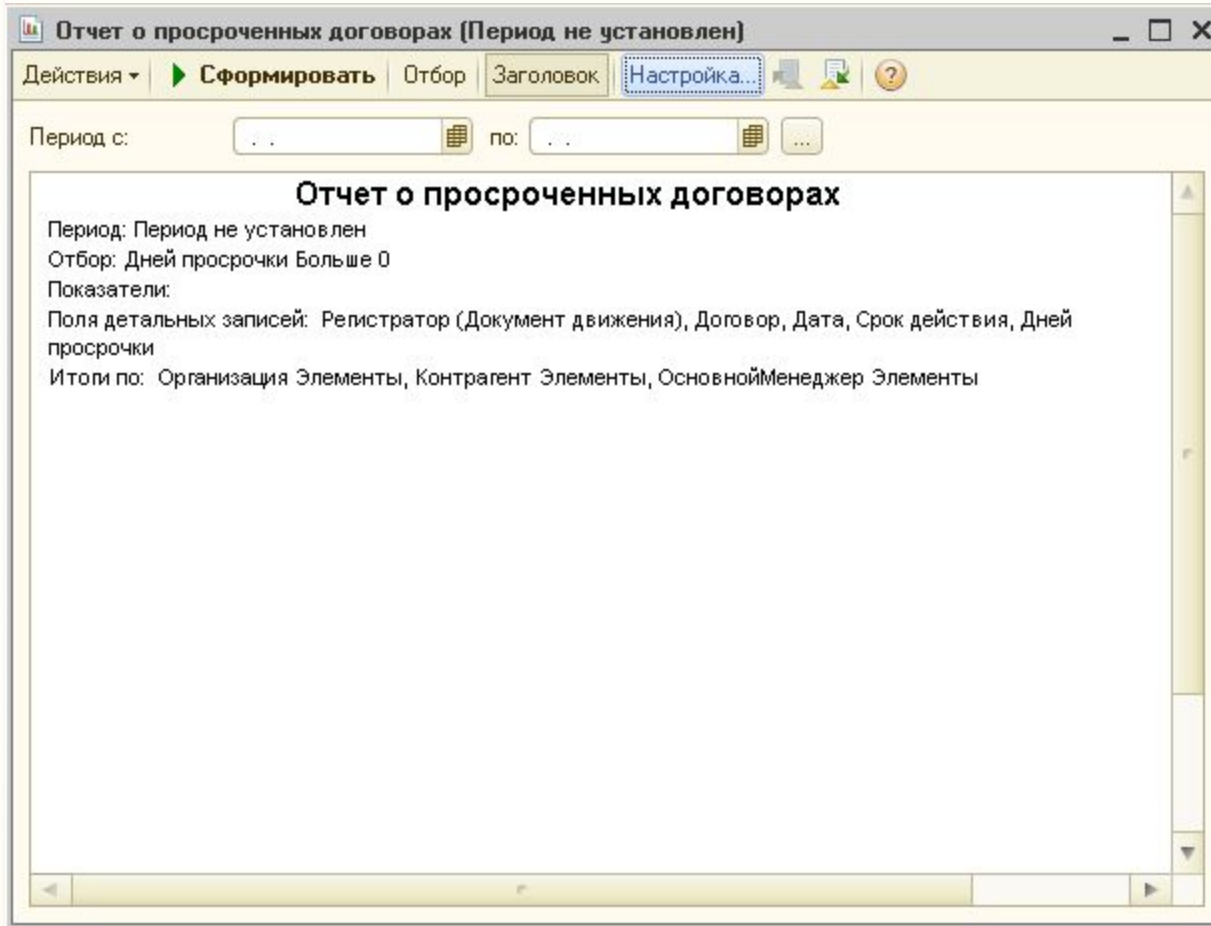 Отчет о просроченных договорах (Период не установлен)
Действия Сформировать Отбор Заголовок Настройка... ?
Период с: . . по: . . ...
Отчет о просроченных договорах
Период: Период не установлен
Отбор: Дней просрочки Больше 0
Показатели:
Поля детальных записей: Регистратор (Документ движения), Договор, Дата, Срок действия, Дней
просрочки
Итоги по: Организация Элементы, Контрагент Элементы, ОсновнойМенеджер Элементы